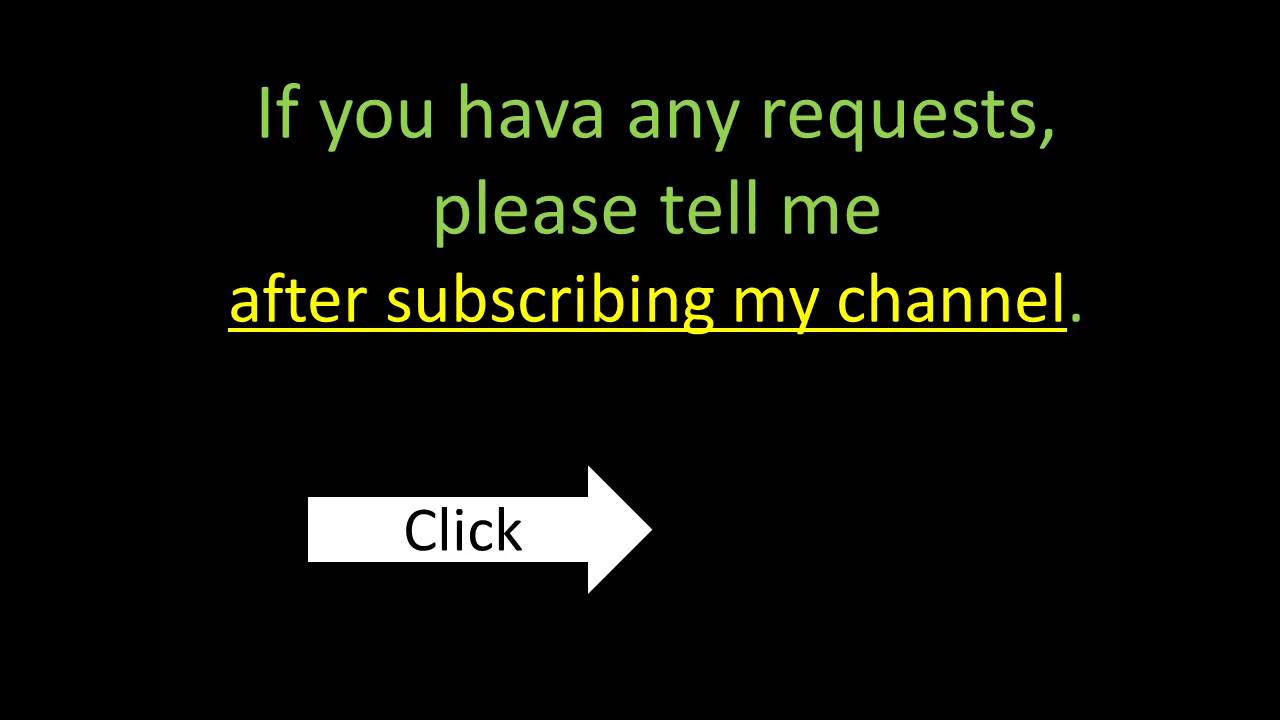 If you hava any requests,
please tell me
after subscribing my channel.
Click